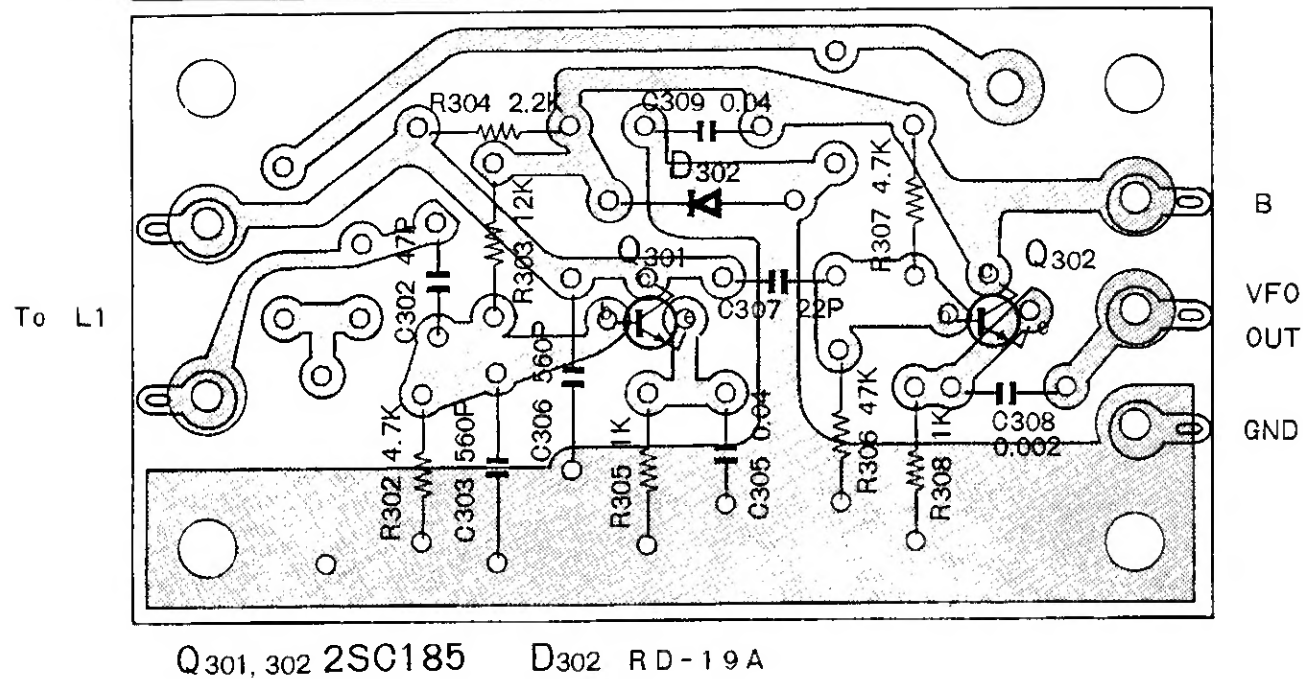 R304 2.2K
C309 0.04
D302
R307 4.7K
R303 12K
C302 47P
Q301
Q302
C307 22P
B
VFO
OUT
GND
To L1
b
c
e
b
c
e
C306 560P
R302 4.7K
C303 560P
R305 1K
C305 0.04
R306 47K
R308 1K
C308
0.002
Q301, 302 2SC185 D302 RD-19A